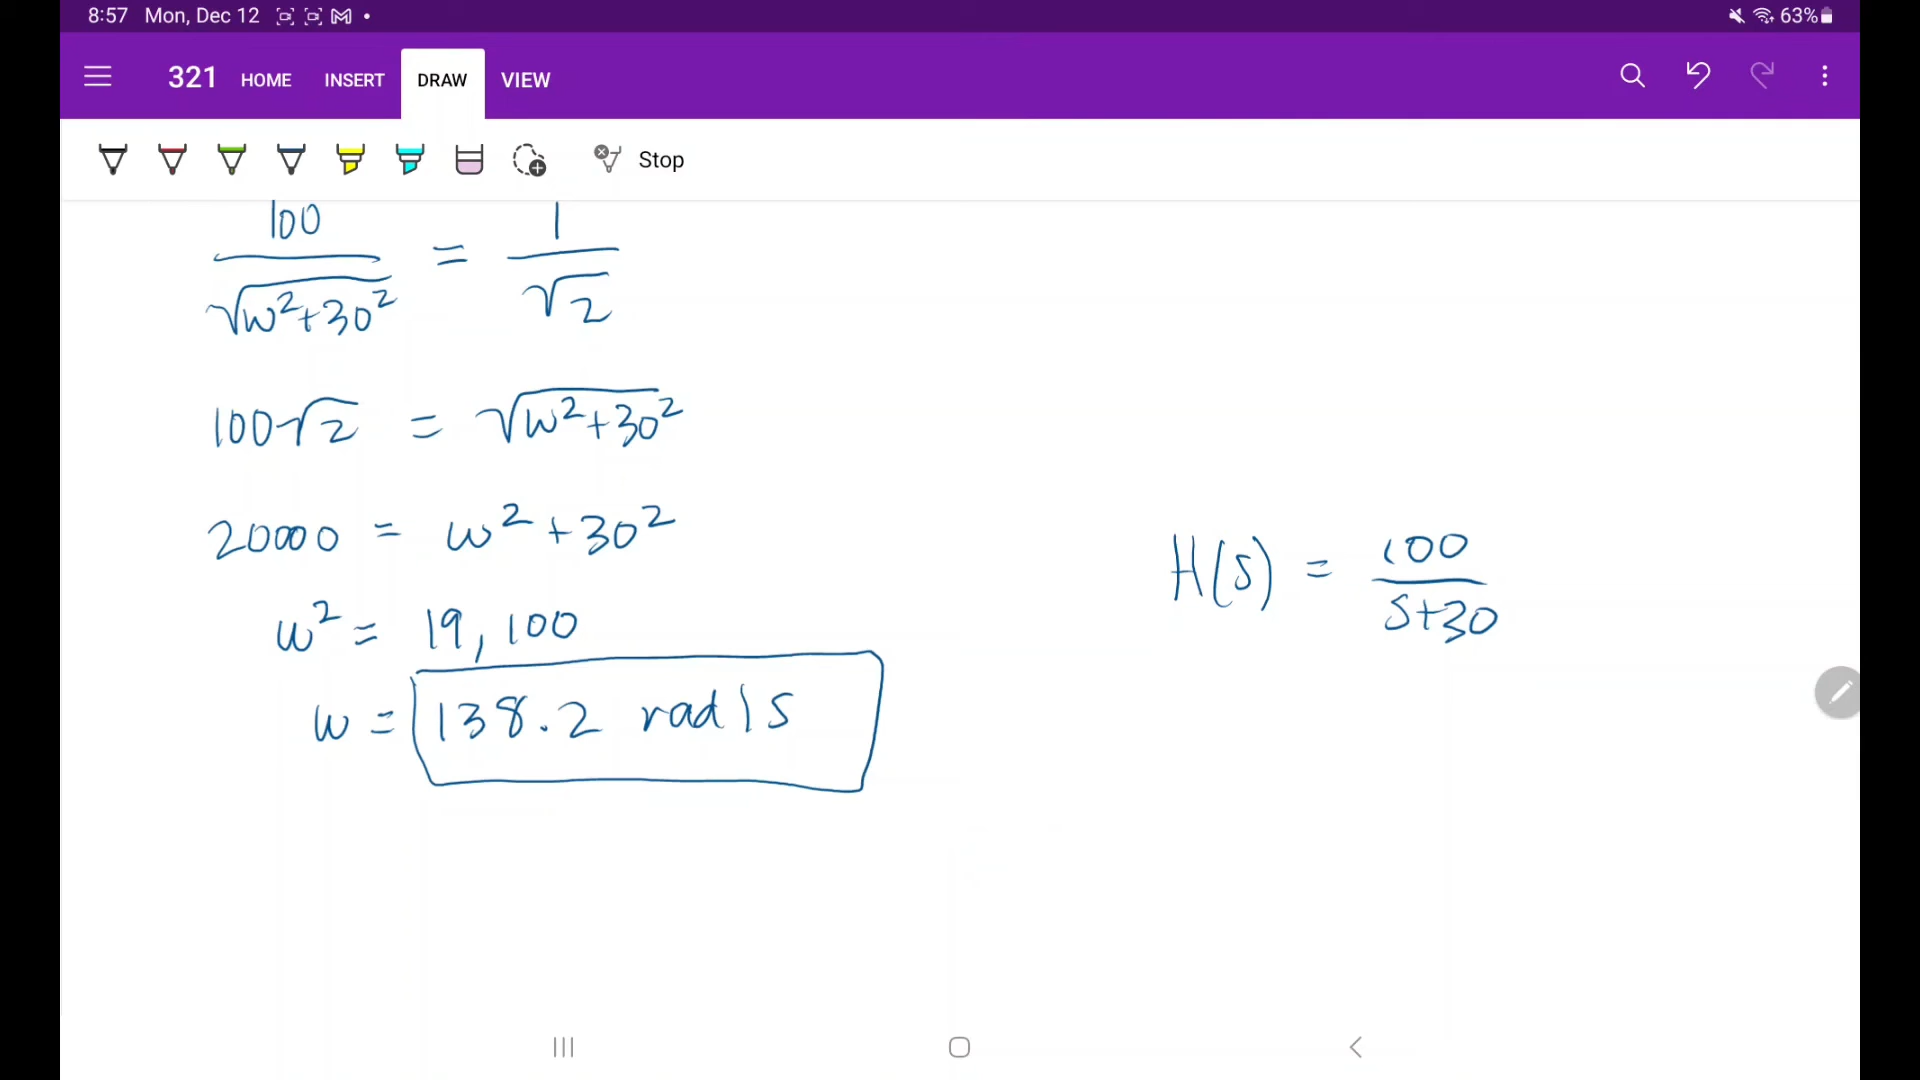 8:57 Mon, Dec 12 63%
321 HOME INSERT DRAW VIEW
Stop
100 / √(w²+30²) = 1 / √2
100√2 = √(w²+30²)
20000 = w² + 30²
w² = 19,100
w = 138.2 rad/s
H(s) = 100 / s+30